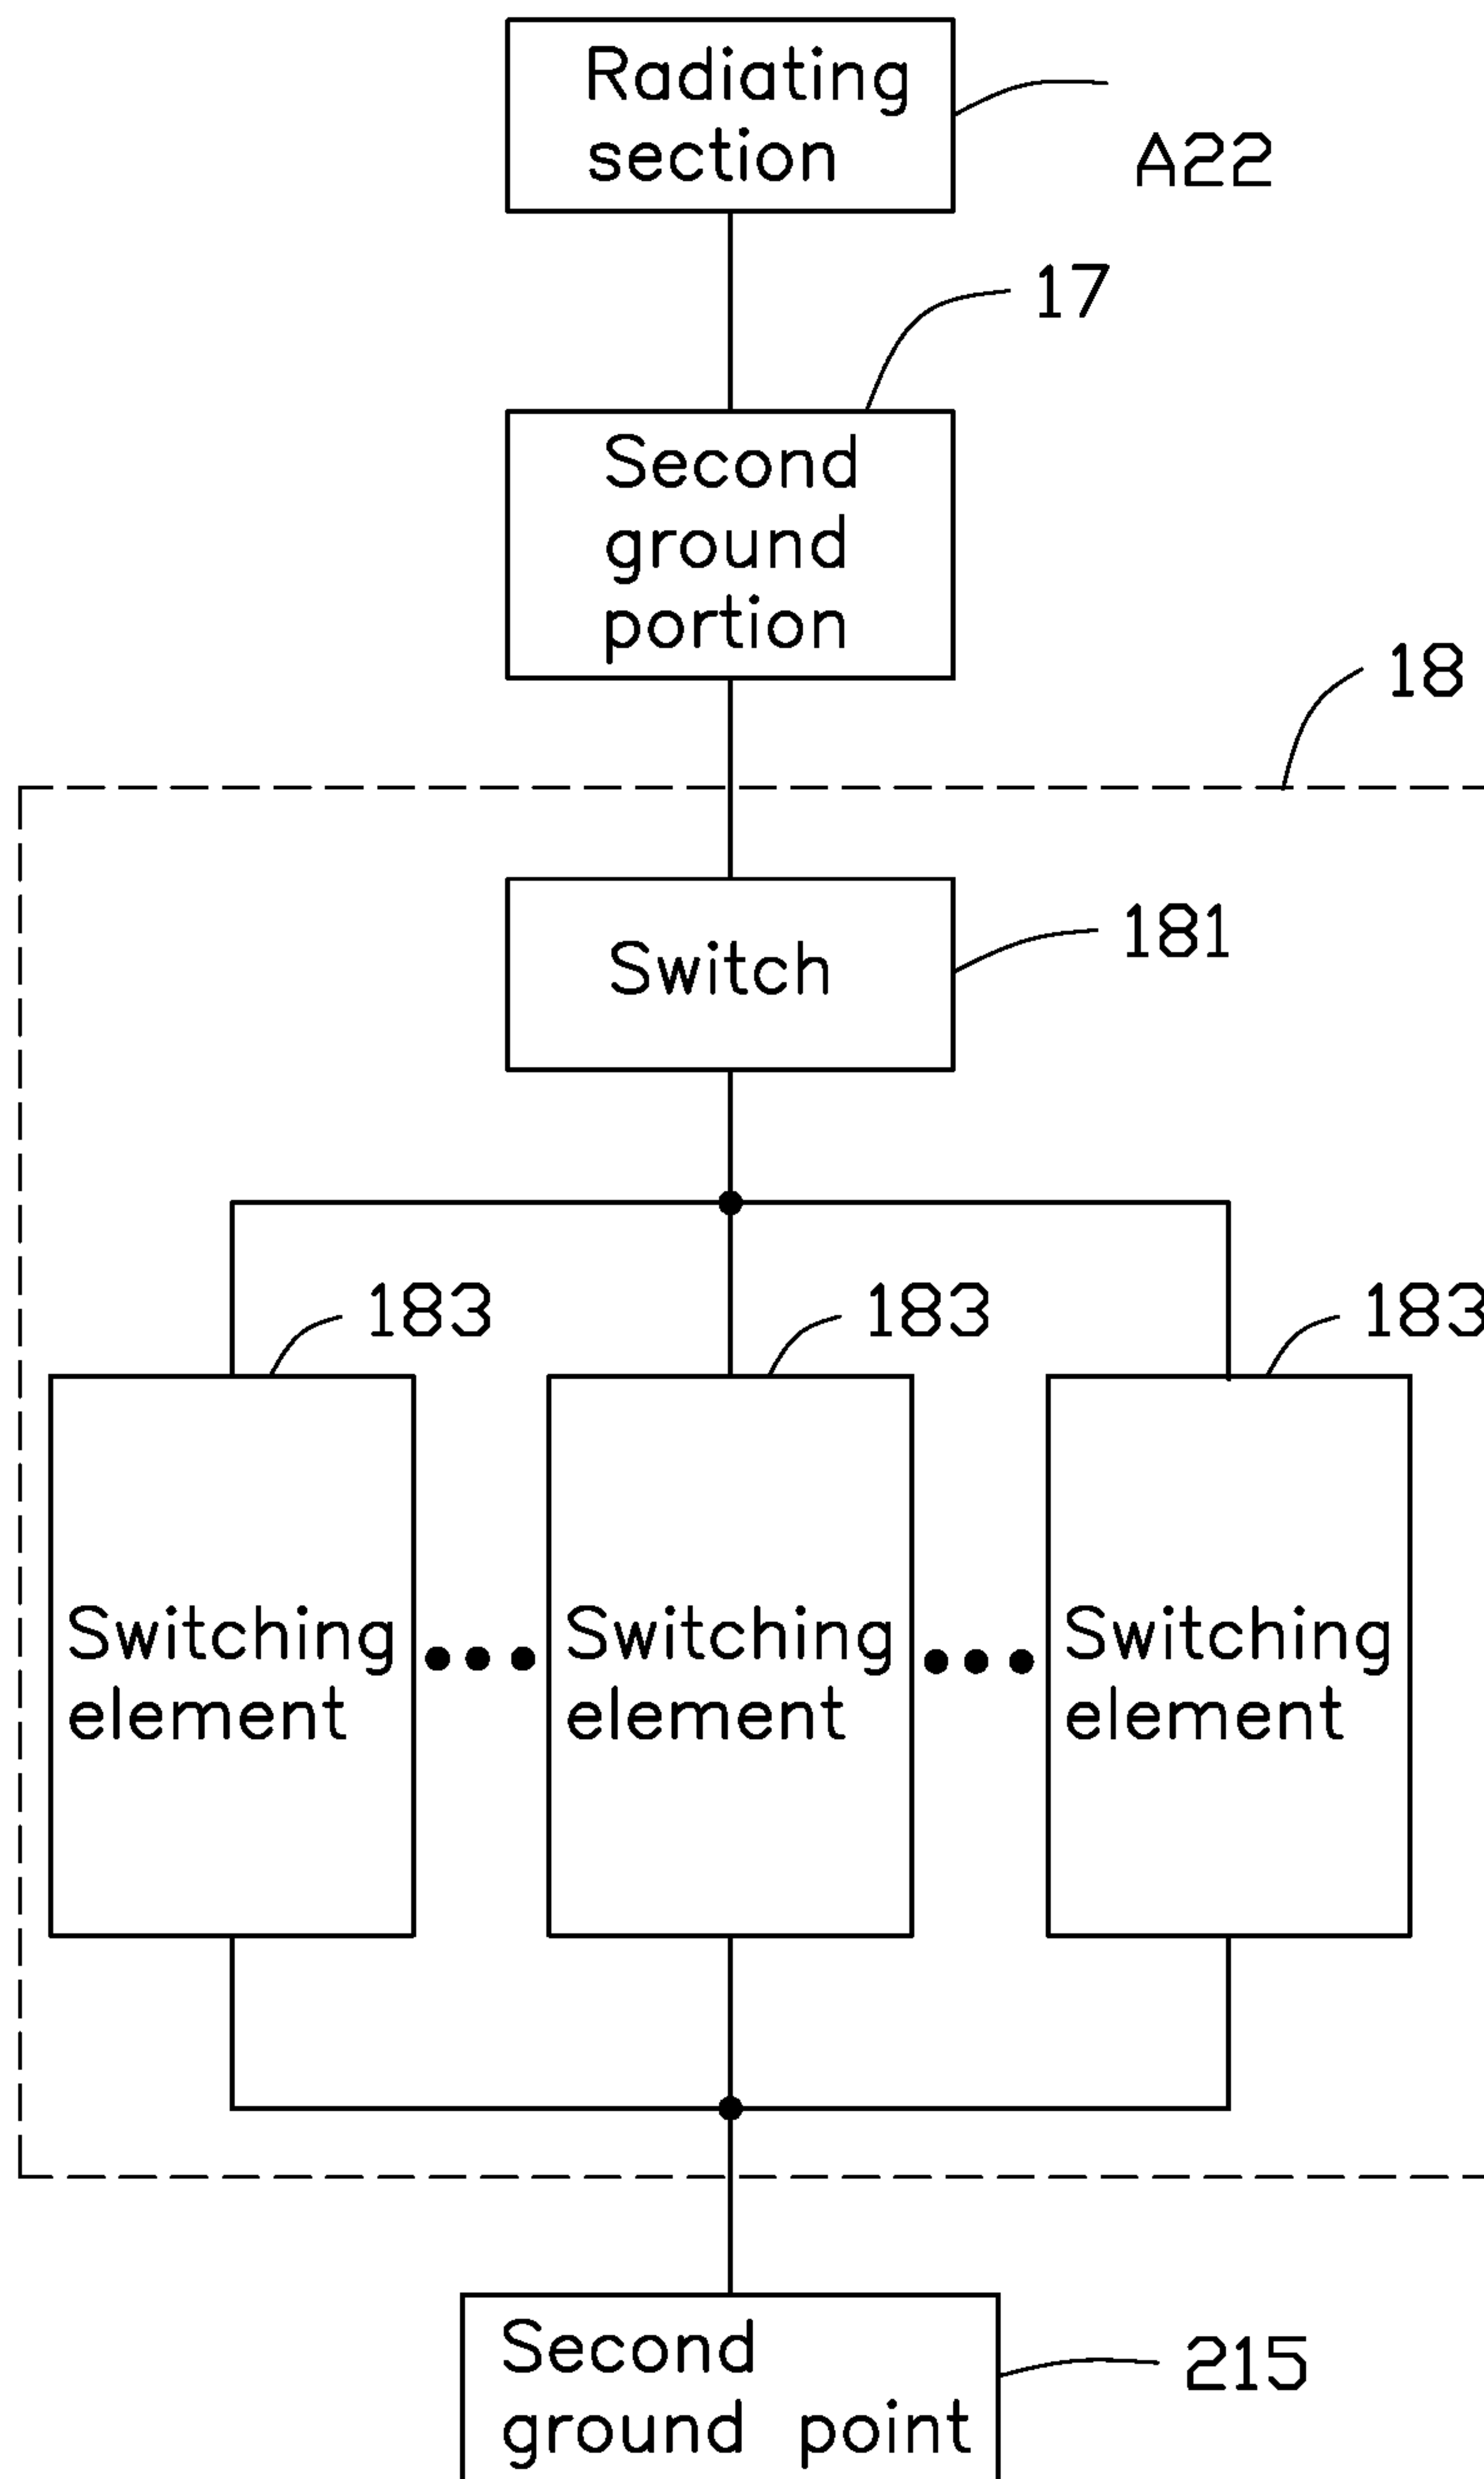 Radiating
section
A22
17
Second
ground
portion
18
Switch
181
183
183
183
Switching
element
Switching
element
Switching
element
Second
ground point
215